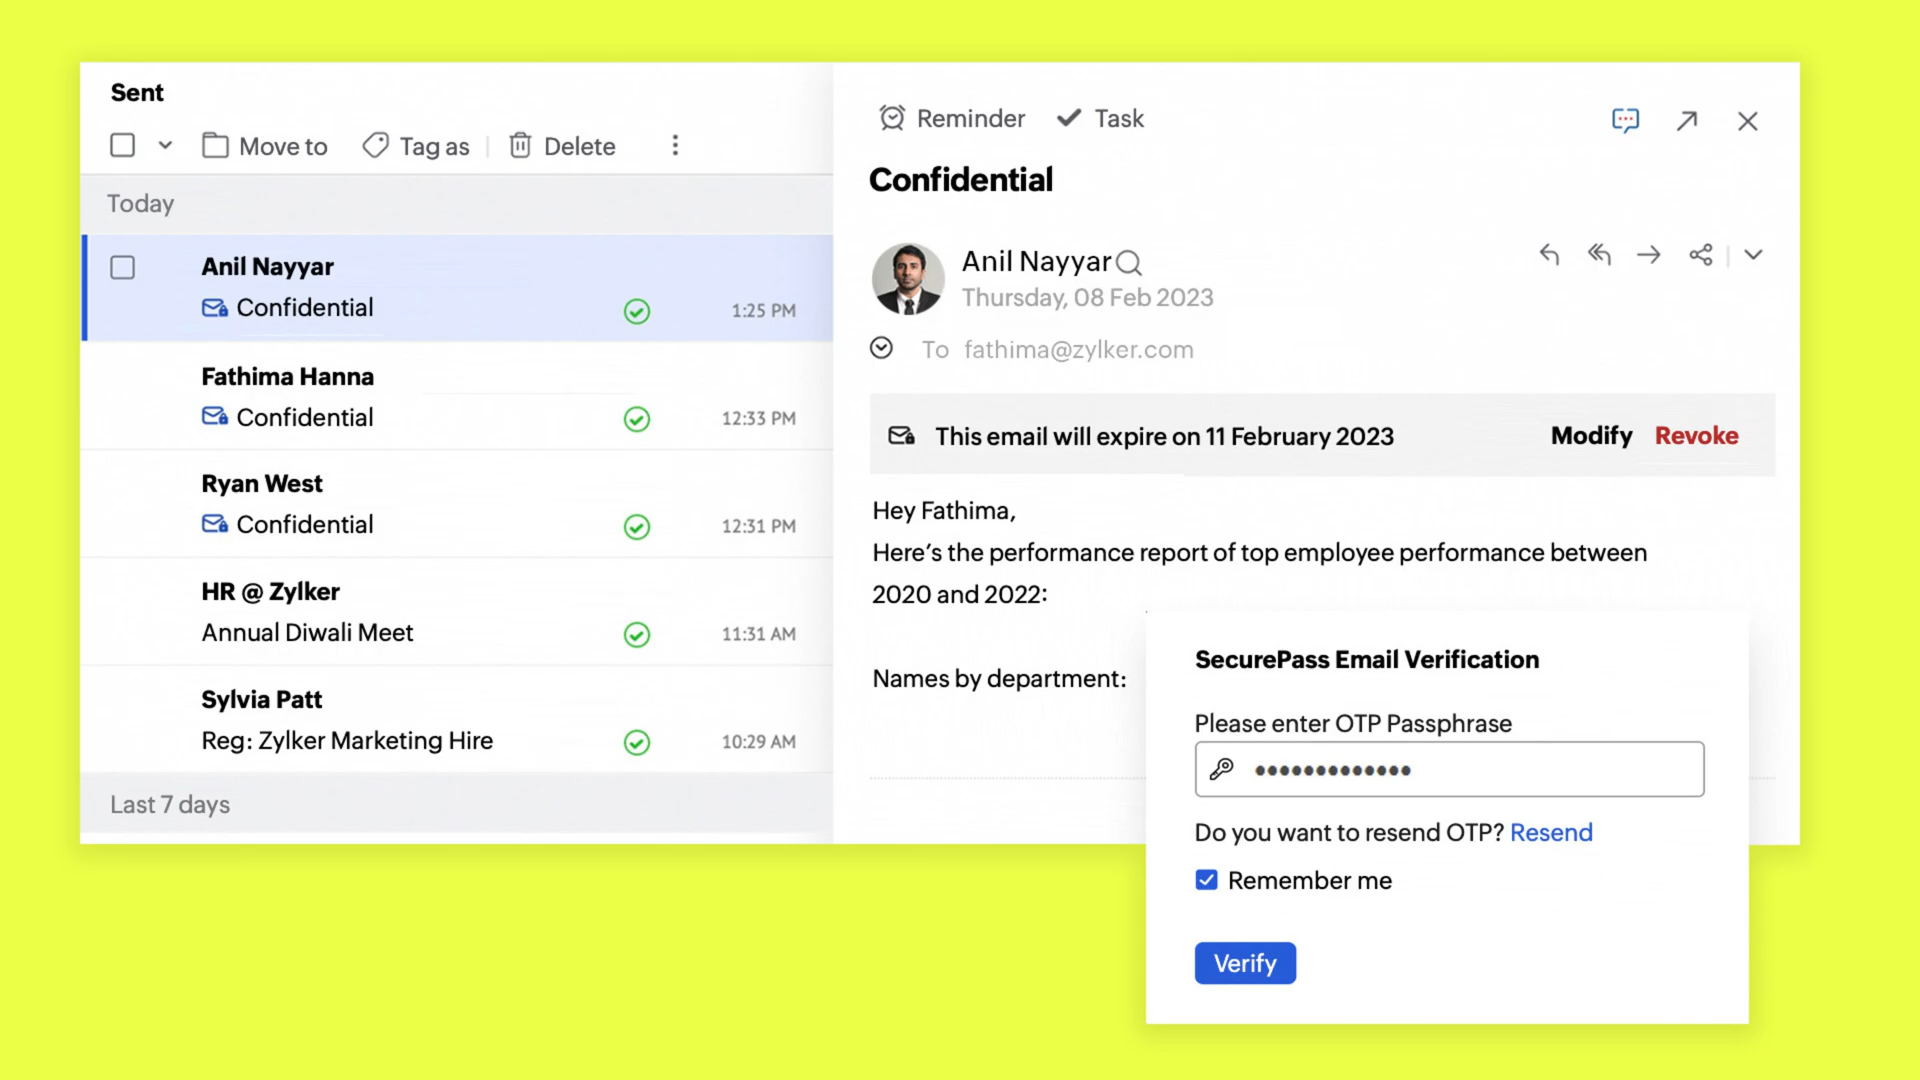 Sent
Move to
Tag as
Delete
Today
Anil Nayyar
Confidential
1:25 PM
Fathima Hanna
Confidential
12:33 PM
Ryan West
Confidential
12:31 PM
HR @ Zylker
Annual Diwali Meet
11:31 AM
Sylvia Patt
Reg: Zylker Marketing Hire
10:29 AM
Last 7 days
Reminder
Task
Confidential
Anil Nayyar
Thursday, 08 Feb 2023
To fathima@zylker.com
This email will expire on 11 February 2023
Modify
Revoke
Hey Fathima,
Here’s the performance report of top employee performance between
2020 and 2022:
Names by department:
SecurePass Email Verification
Please enter OTP Passphrase
Do you want to resend OTP? Resend
Remember me
Verify